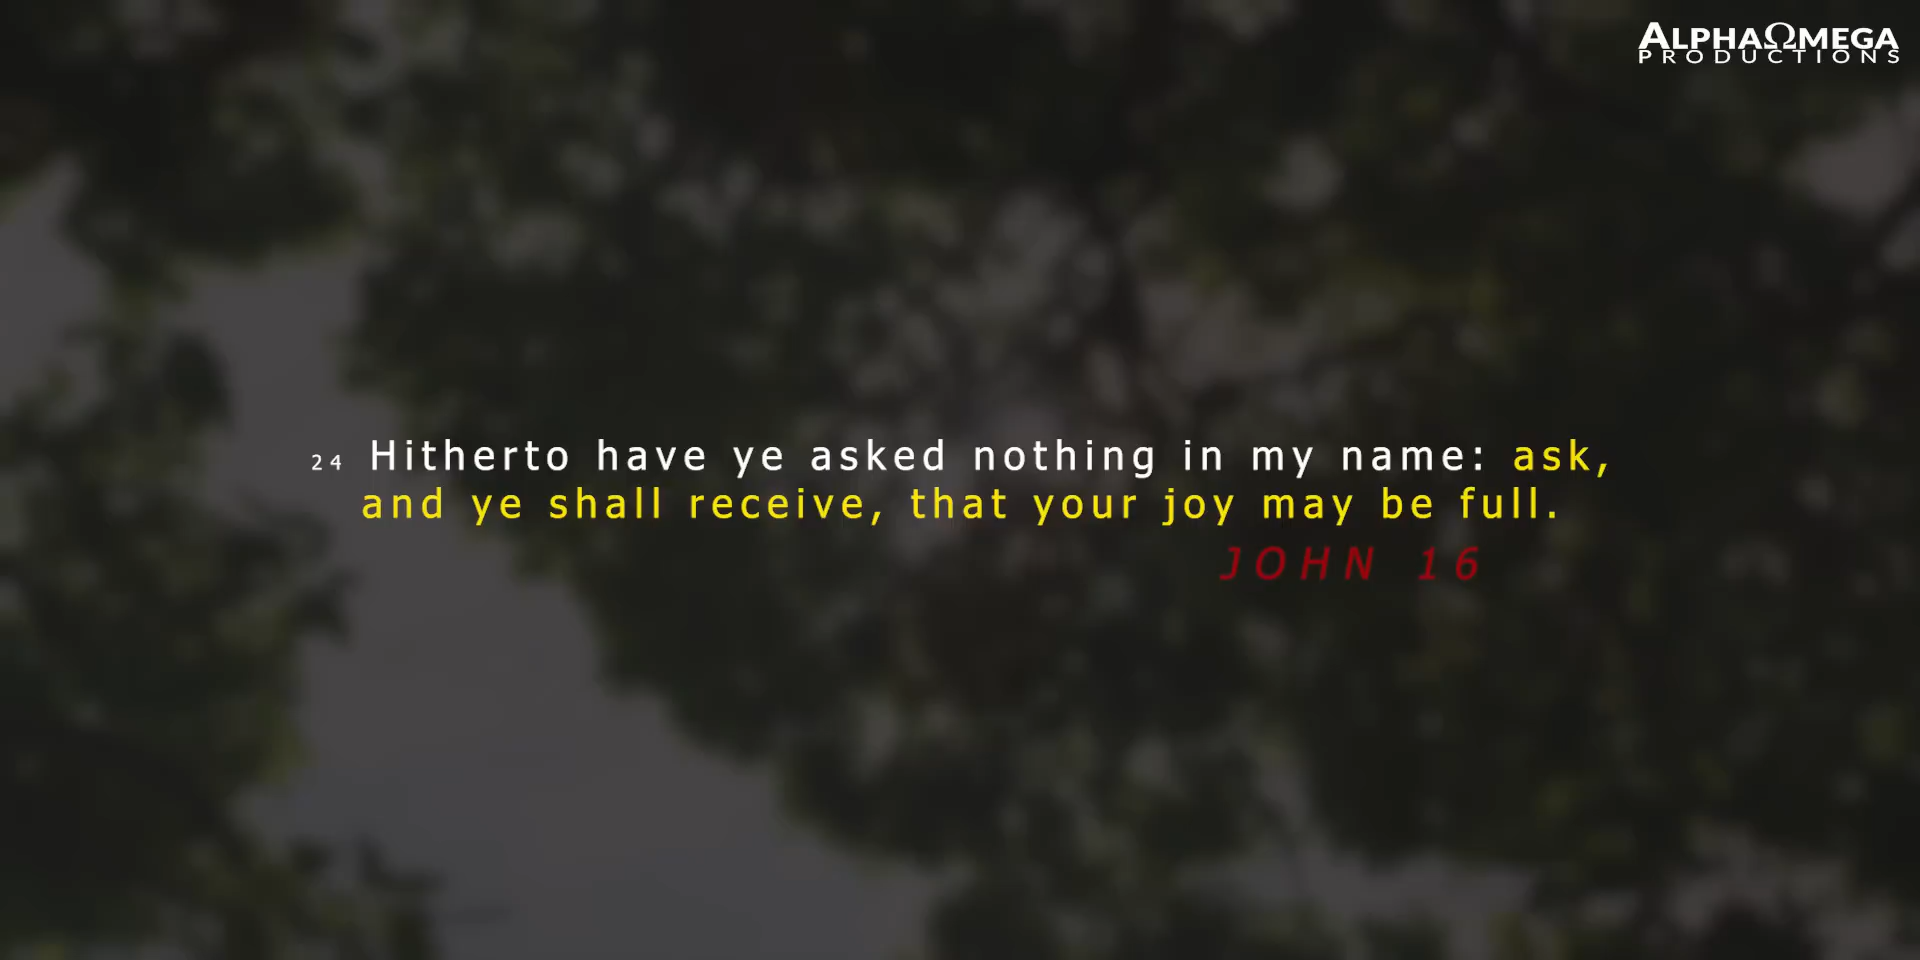 ALPHAΩMEGA
PRODUCTIONS
24 Hitherto have ye asked nothing in my name: ask,
and ye shall receive, that your joy may be full.
JOHN 16